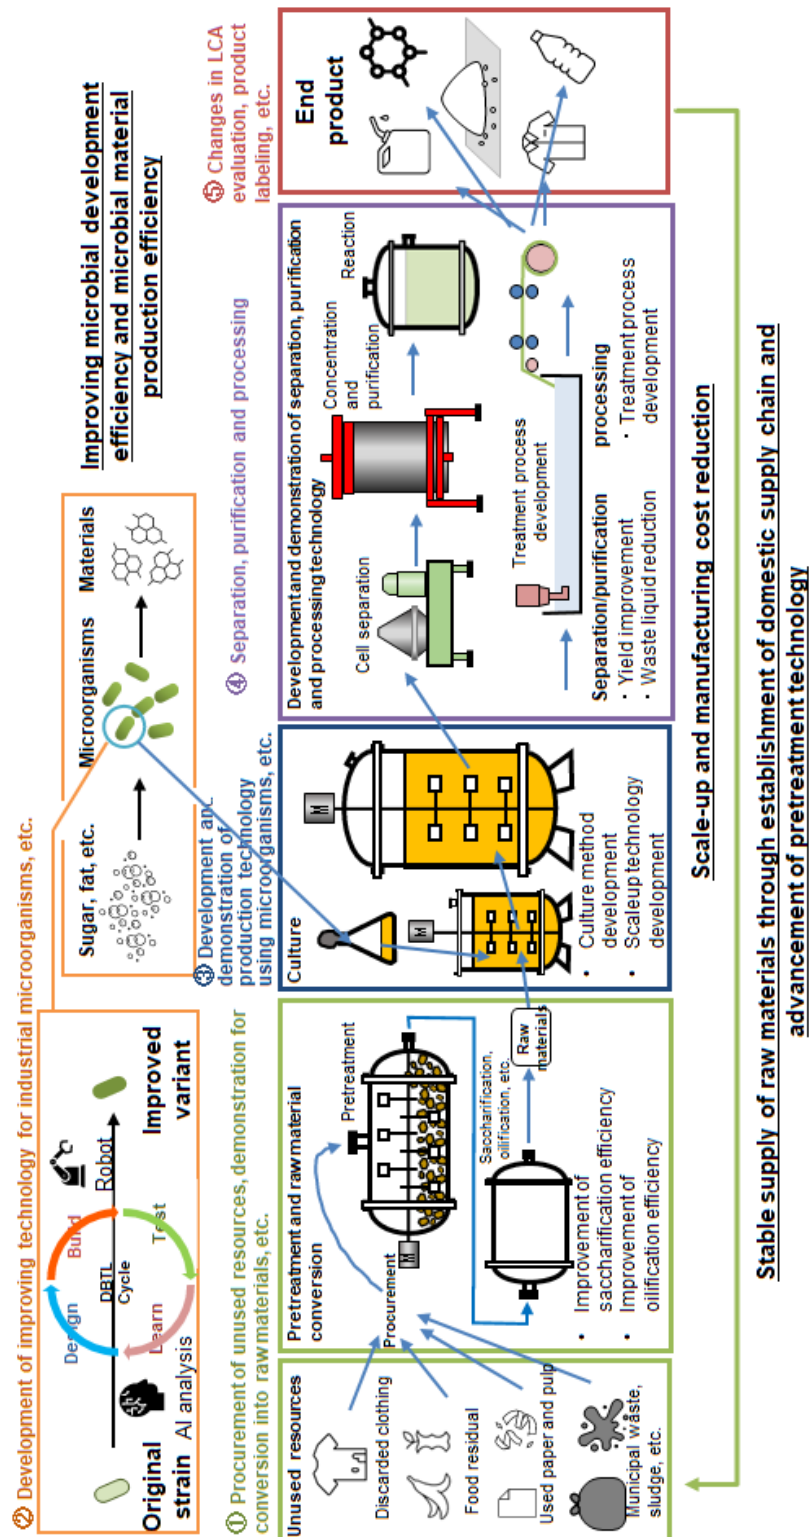 ② Development of improving technology for industrial microorganisms, etc.
Original
strain
AI analysis
Design
Build
DBTL
Cycle
Learn
Test
Robot
Improved
variant
Sugar, fat, etc.
Microorganisms
Materials
Improving microbial development
efficiency and microbial material
production efficiency
① Procurement of unused resources, demonstration for
conversion into raw materials, etc.
Unused resources
Discarded clothing
Food residual
Used paper and pulp
Municipal waste,
sludge, etc.
Pretreatment and raw material
conversion
Procurement
M
Pretreatment
Saccharification,
oilification, etc.
Raw
materials
• Improvement of
saccharification efficiency
• Improvement of
oilification efficiency
③ Development and
demonstration of
production technology
using microorganisms, etc.
Culture
M
M
• Culture method
development
• Scaleup technology
development
④ Separation, purification and processing
Development and demonstration of separation, purification
and processing technology
Cell separation
Concentration
and
purification
Reaction
Treatment process
development
Separation/purification
・ Yield improvement
・ Waste liquid reduction
processing
・ Treatment process
development
⑤ Changes in LCA
evaluation, product
labeling, etc.
End
product
Scale-up and manufacturing cost reduction
Stable supply of raw materials through establishment of domestic supply chain and
advancement of pretreatment technology